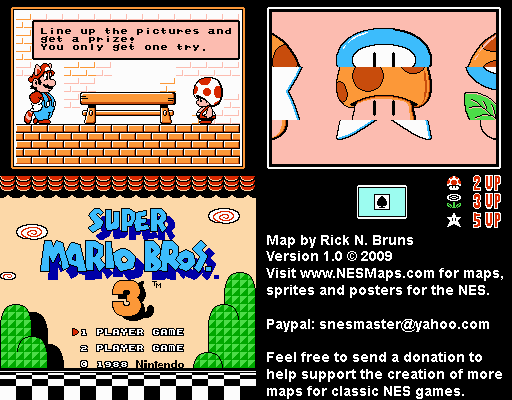 Line up the pictures and
get a prize!
You only get one try.
2 UP
3 UP
5 UP
SUPER
MARIO BROS.
3 TM
1 PLAYER GAME
2 PLAYER GAME
© 1988 Nintendo
Map by Rick N. Bruns
Version 1.0 © 2009
Visit www.NESMaps.com for maps,
sprites and posters for the NES.
Paypal: snesmaster@yahoo.com
Feel free to send a donation to
help support the creation of more
maps for classic NES games.